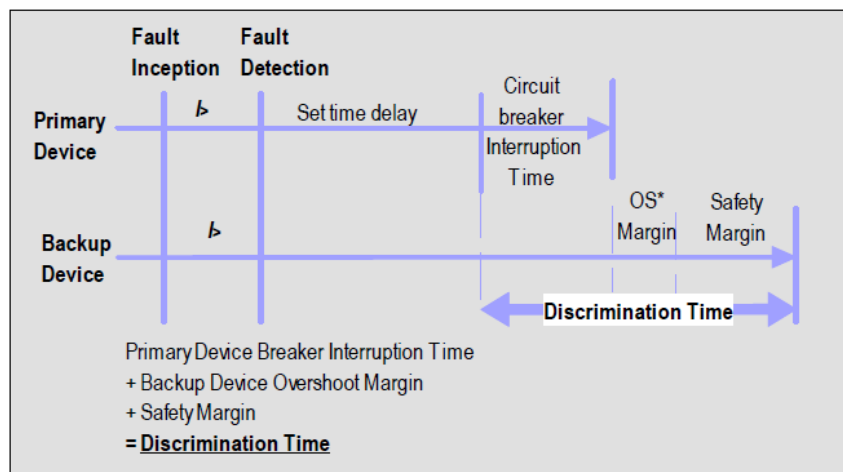 Fault
Inception
Fault
Detection
Primary
Device
I>
Set time delay
Circuit
breaker
Interruption
Time
OS*
Margin
Safety
Margin
Backup
Device
I>
Discrimination Time
Primary Device Breaker Interruption Time
+ Backup Device Overshoot Margin
+ Safety Margin
= Discrimination Time